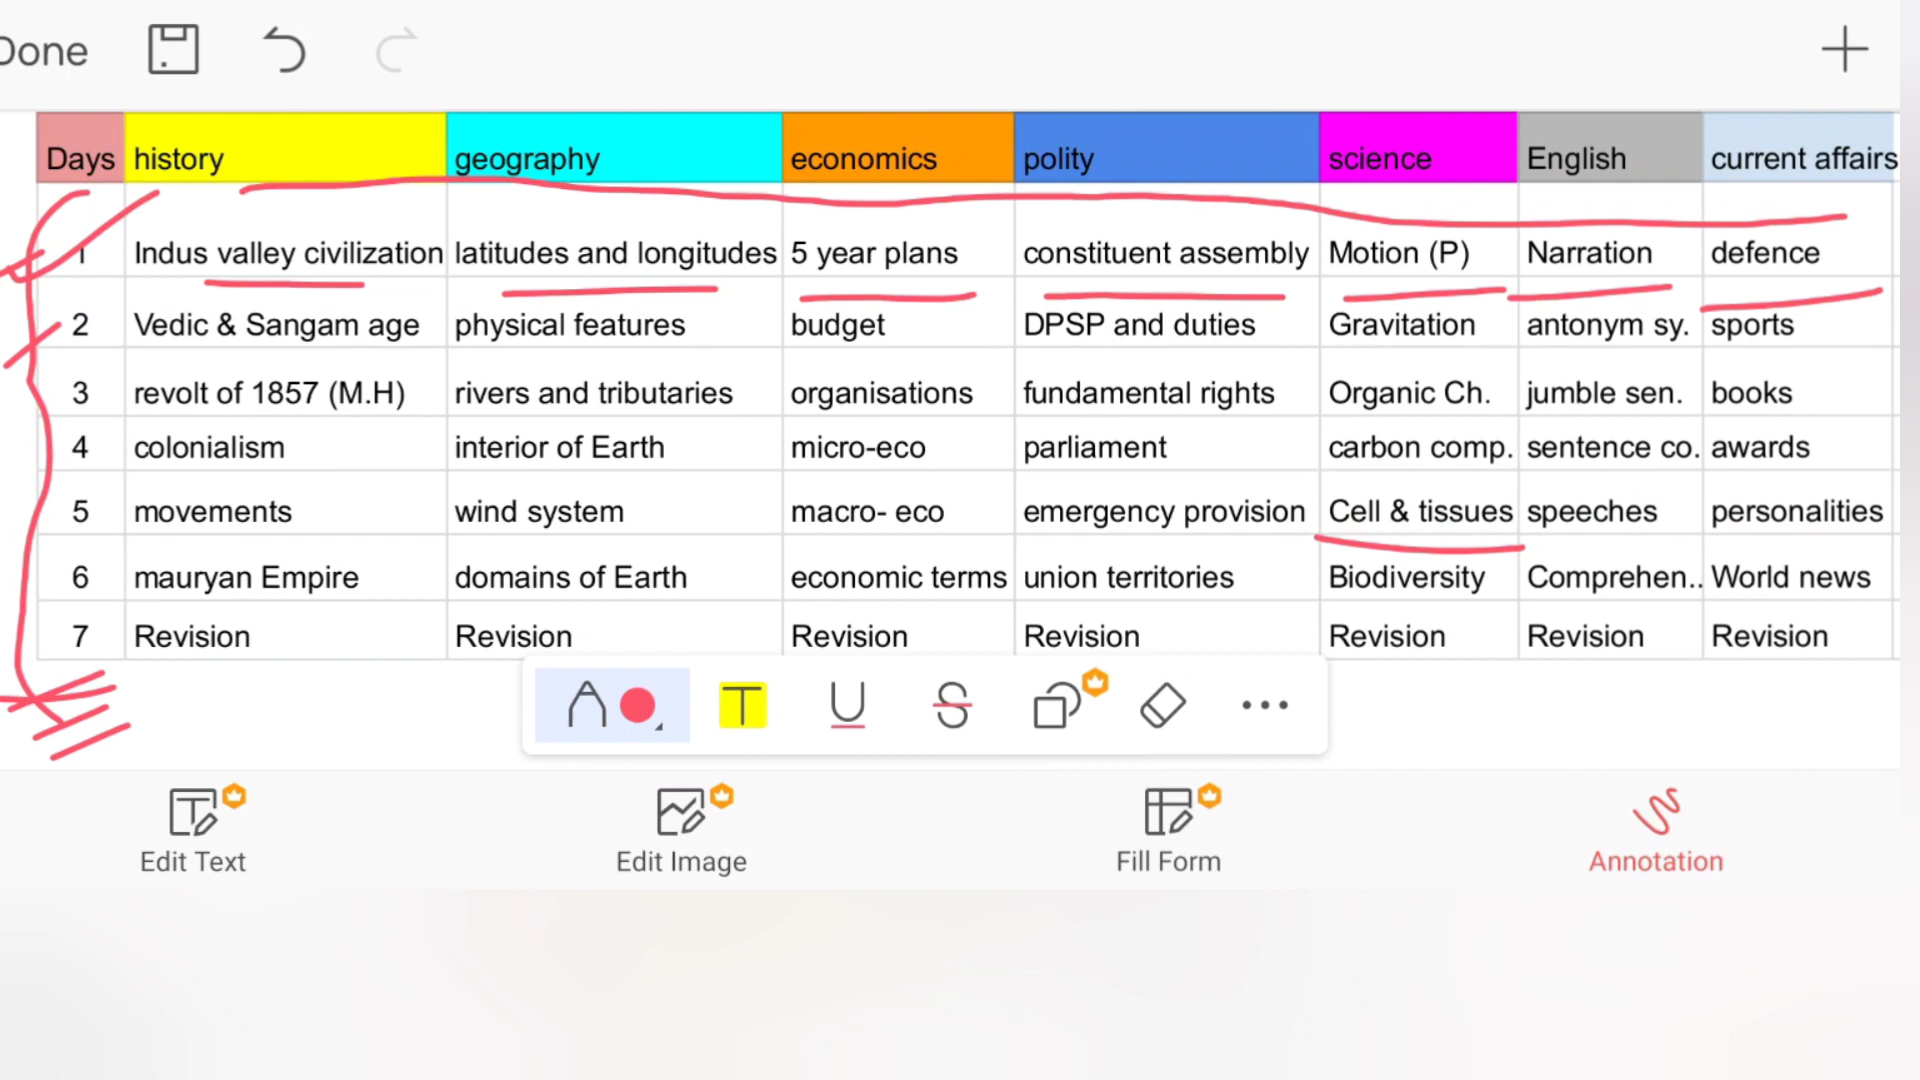 Done
Days history geography economics polity science English current affairs
1 Indus valley civilization latitudes and longitudes 5 year plans constituent assembly Motion (P) Narration defence
2 Vedic & Sangam age physical features budget DPSP and duties Gravitation antonym sy. sports
3 revolt of 1857 (M.H) rivers and tributaries organisations fundamental rights Organic Ch. jumble sen. books
4 colonialism interior of Earth micro-eco parliament carbon comp. sentence co. awards
5 movements wind system macro- eco emergency provision Cell & tissues speeches personalities
6 mauryan Empire domains of Earth economic terms union territories Biodiversity Comprehen.. World news
7 Revision Revision Revision Revision Revision Revision Revision
T U S
Edit Text Edit Image Fill Form Annotation